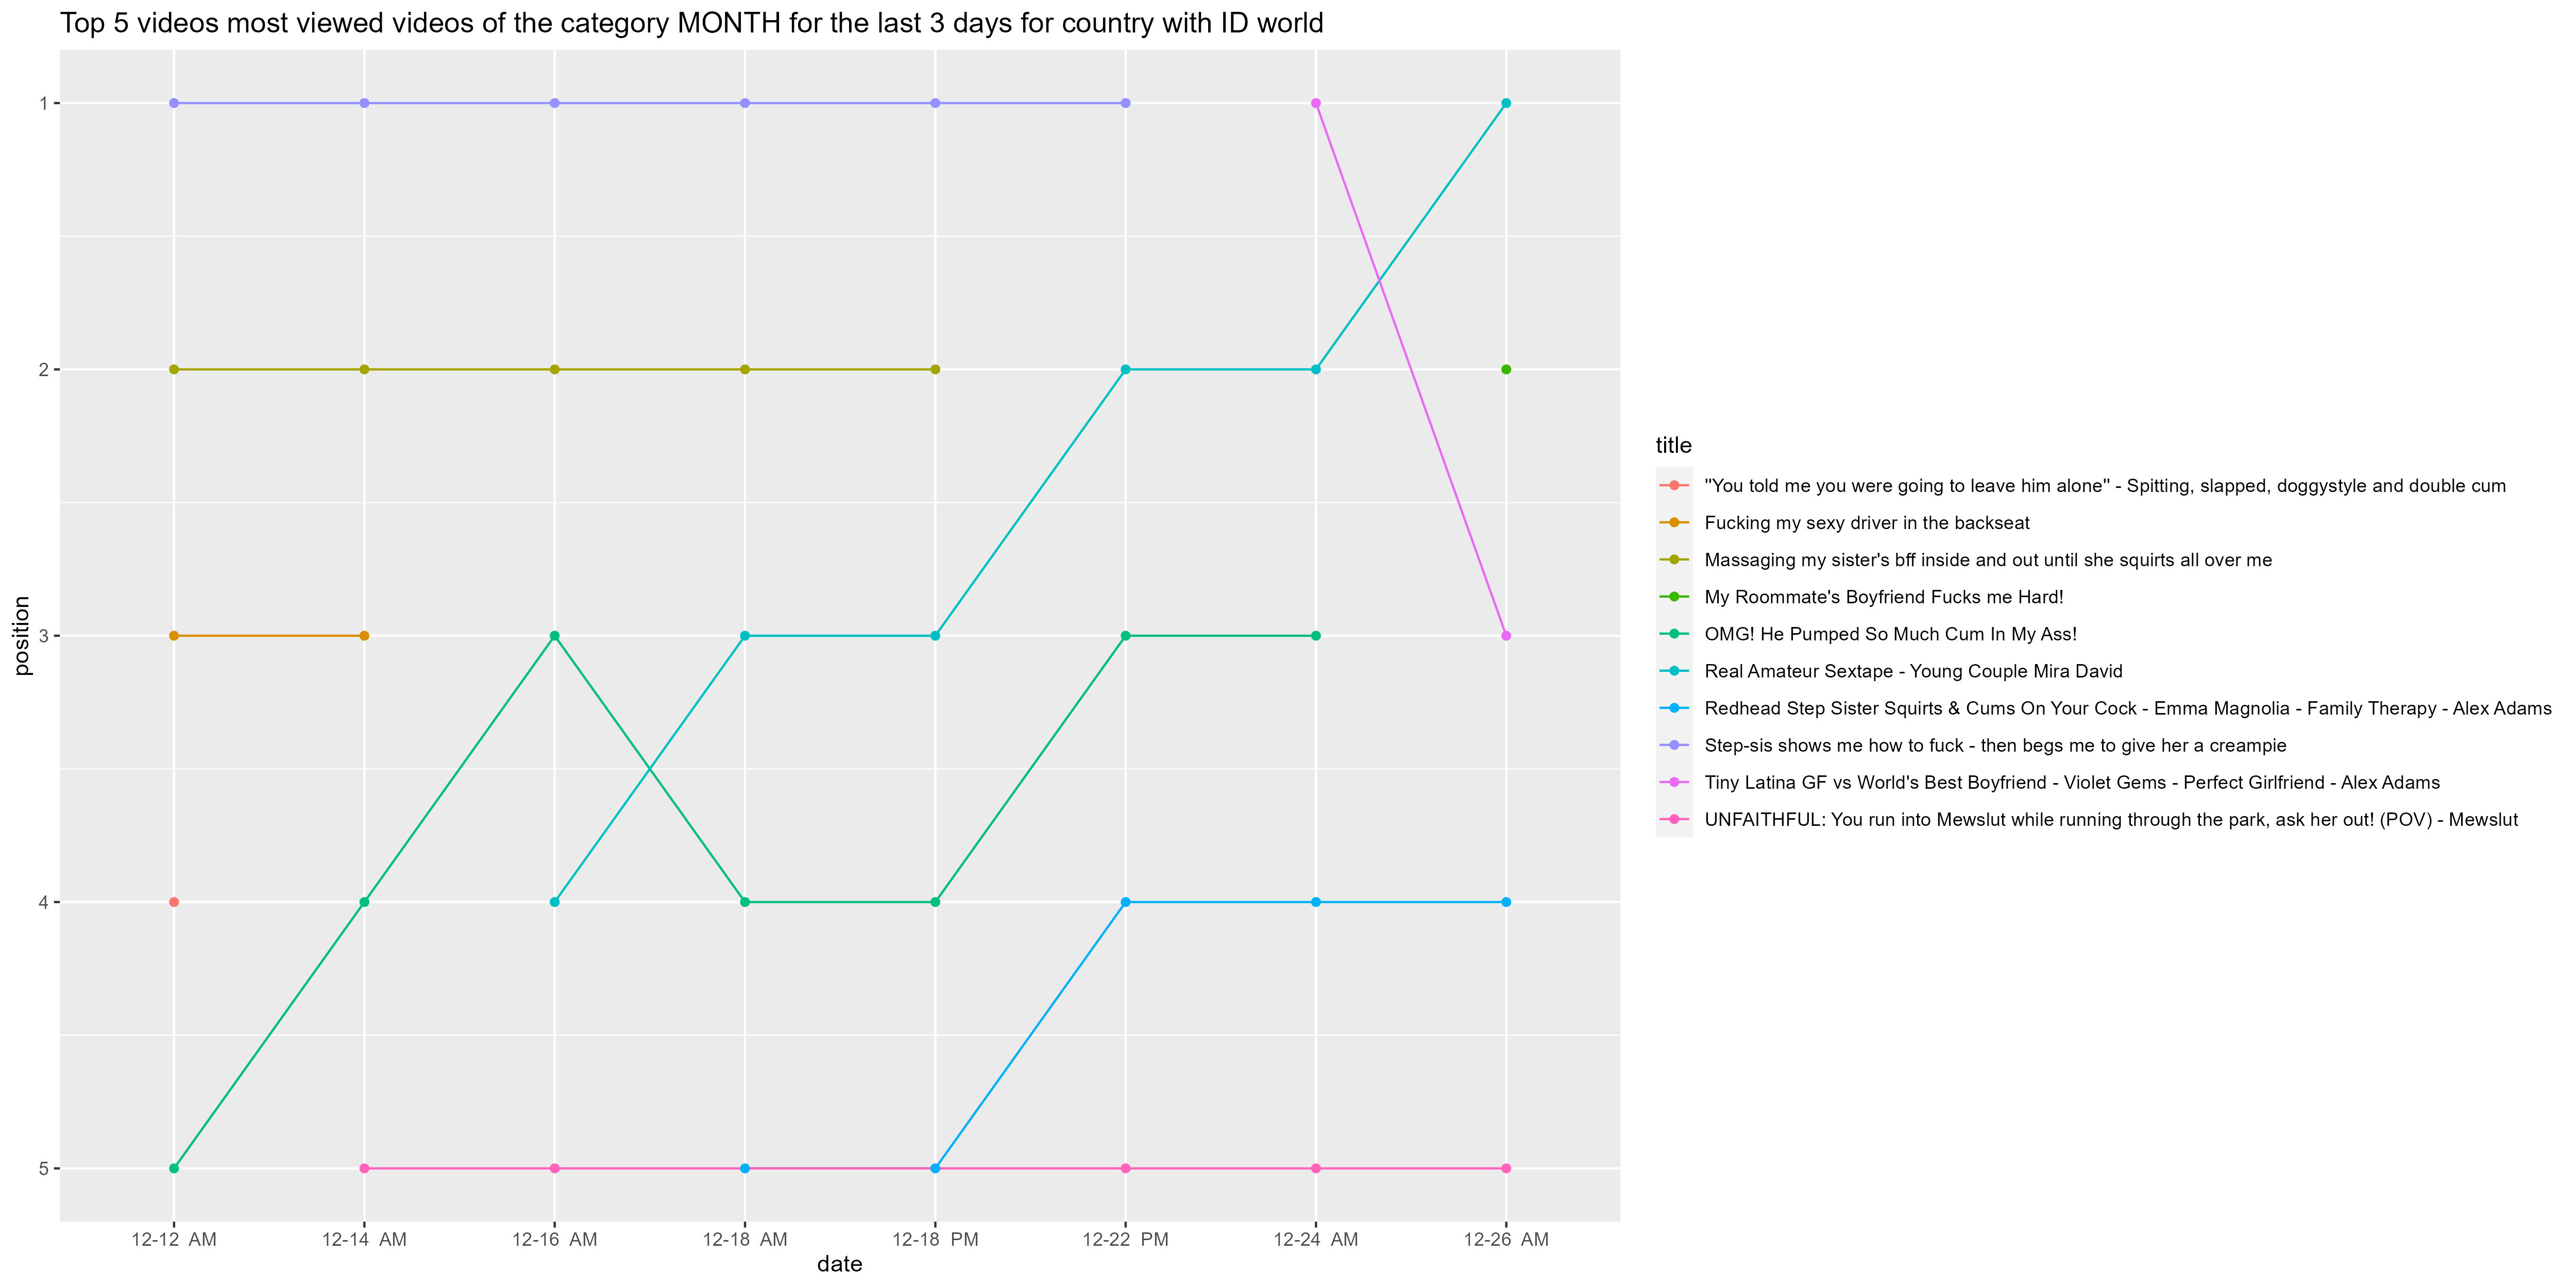 Top 5 videos most viewed videos of the category MONTH for the last 3 days for country with ID world
position
1
2
3
4
5
12-12 AM
12-14 AM
12-16 AM
12-18 AM
12-18 PM
12-22 PM
12-24 AM
12-26 AM
date
title
"You told me you were going to leave him alone" - Spitting, slapped, doggystyle and double cum
Fucking my sexy driver in the backseat
Massaging my sister's bff inside and out until she squirts all over me
My Roommate's Boyfriend Fucks me Hard!
OMG! He Pumped So Much Cum In My Ass!
Real Amateur Sextape - Young Couple Mira David
Redhead Step Sister Squirts & Cums On Your Cock - Emma Magnolia - Family Therapy - Alex Adams
Step-sis shows me how to fuck - then begs me to give her a creampie
Tiny Latina GF vs World's Best Boyfriend - Violet Gems - Perfect Girlfriend - Alex Adams
UNFAITHFUL: You run into Mewslut while running through the park, ask her out! (POV) - Mewslut